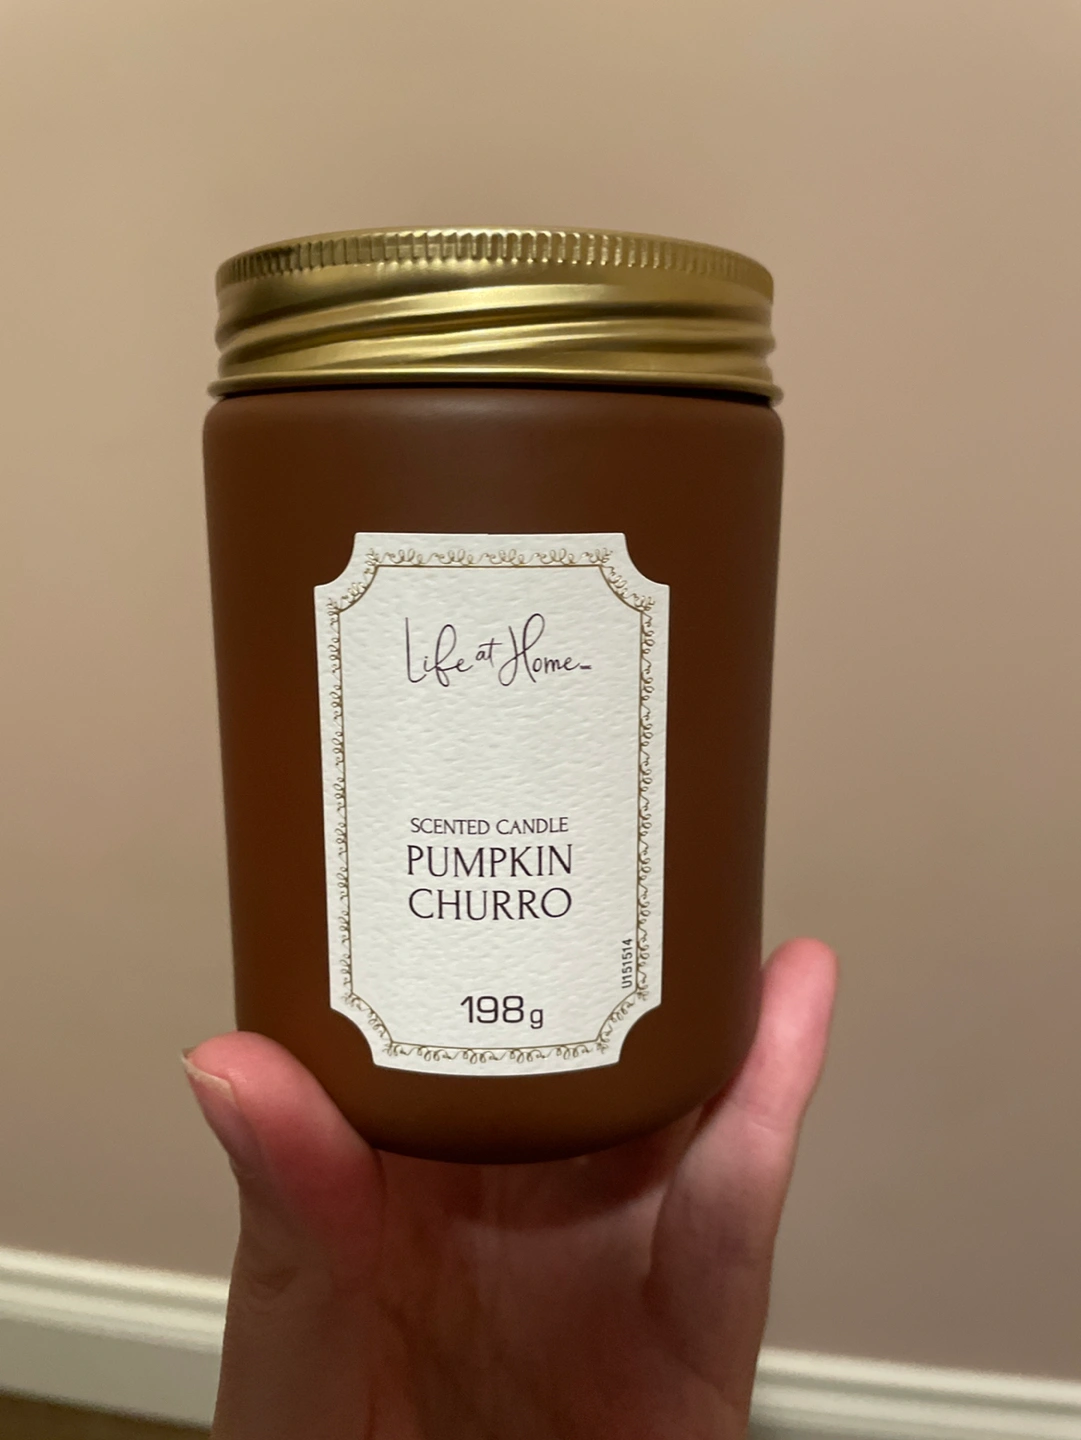 Life at Home
SCENTED CANDLE
PUMPKIN
CHURRO
U151514
198g